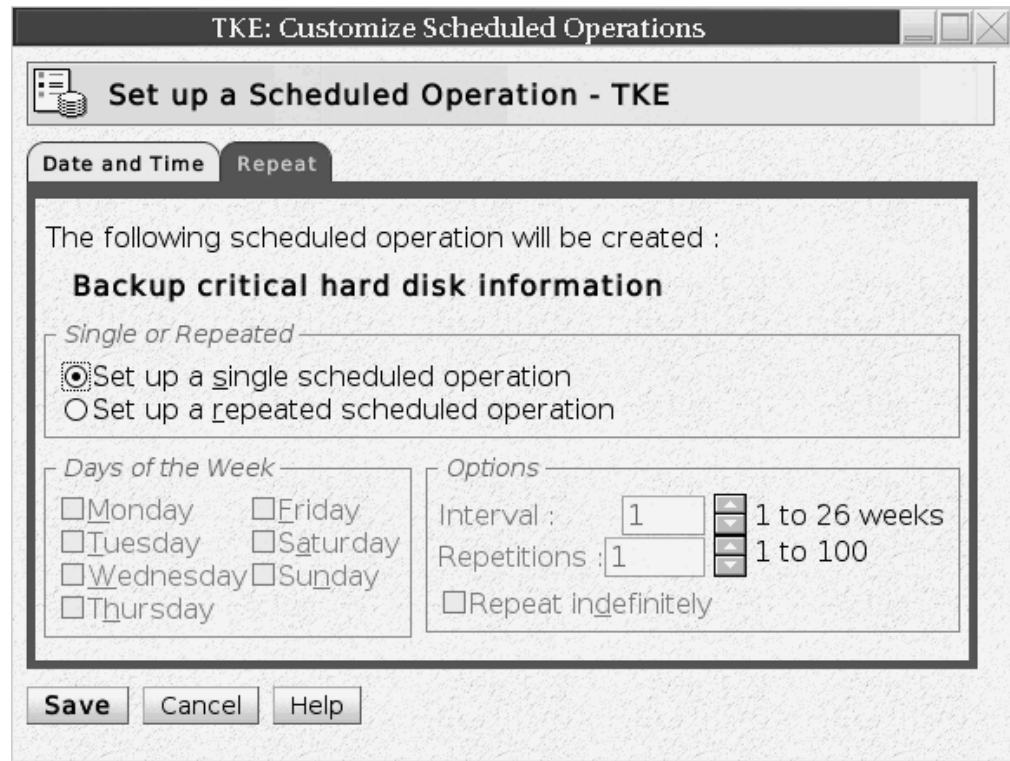 TKE: Customize Scheduled Operations
Set up a Scheduled Operation - TKE
Date and Time Repeat
The following scheduled operation will be created :
Backup critical hard disk information
Single or Repeated
Set up a single scheduled operation
Set up a repeated scheduled operation
Days of the Week
Monday Friday
Tuesday Saturday
Wednesday Sunday
Thursday
Options
Interval : 1 1 to 26 weeks
Repetitions : 1 1 to 100
Repeat indefinitely
Save Cancel Help